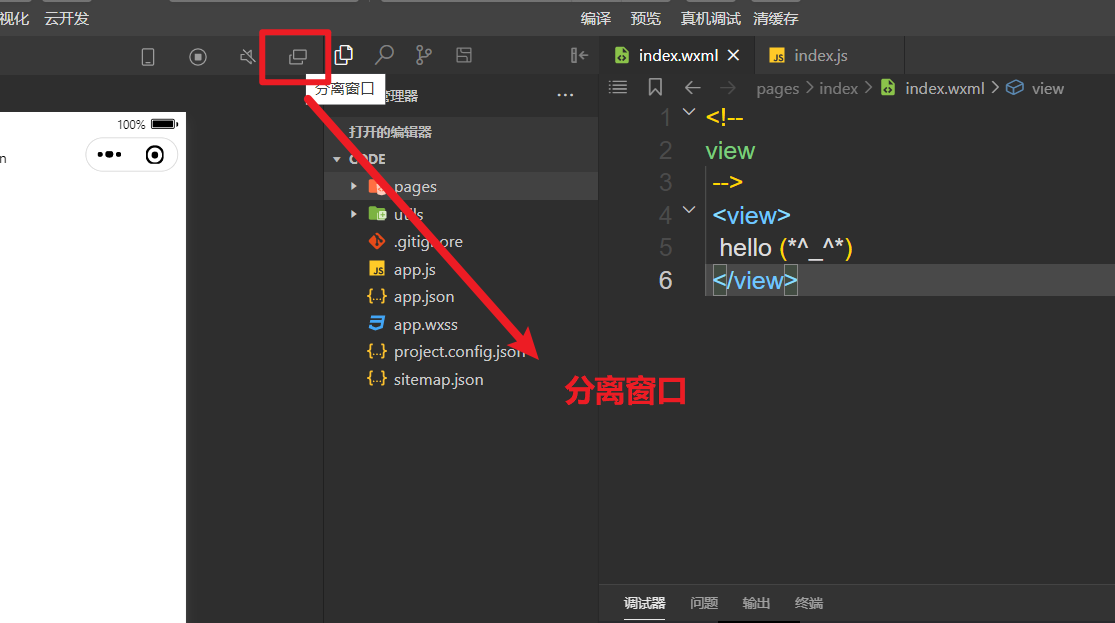 视化 云开发 编译 预览 真机调试 清缓存
index.wxml index.js
分离窗口 管理器
pages index index.wxml view
100%
n
打开的编辑器
CODE
pages
utils
.gitignore
app.js
app.json
app.wxss
project.config.json
sitemap.json
1 <!--
2 view
3 -->
4 <view>
5 hello (*^_^*)
6 </view>
分离窗口
调试器 问题 输出 终端